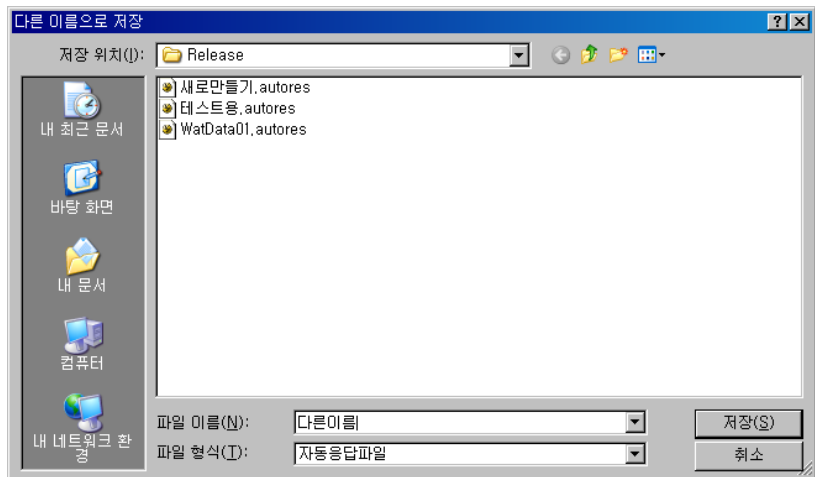 다른 이름으로 저장
저장 위치(I):
Release
새로만들기.autores
테스트용.autores
WatData01.autores
내 최근 문서
바탕 화면
내 문서
컴퓨터
내 네트워크 환
경
파일 이름(N):
다른이름
저장(S)
파일 형식(T):
자동응답파일
취소